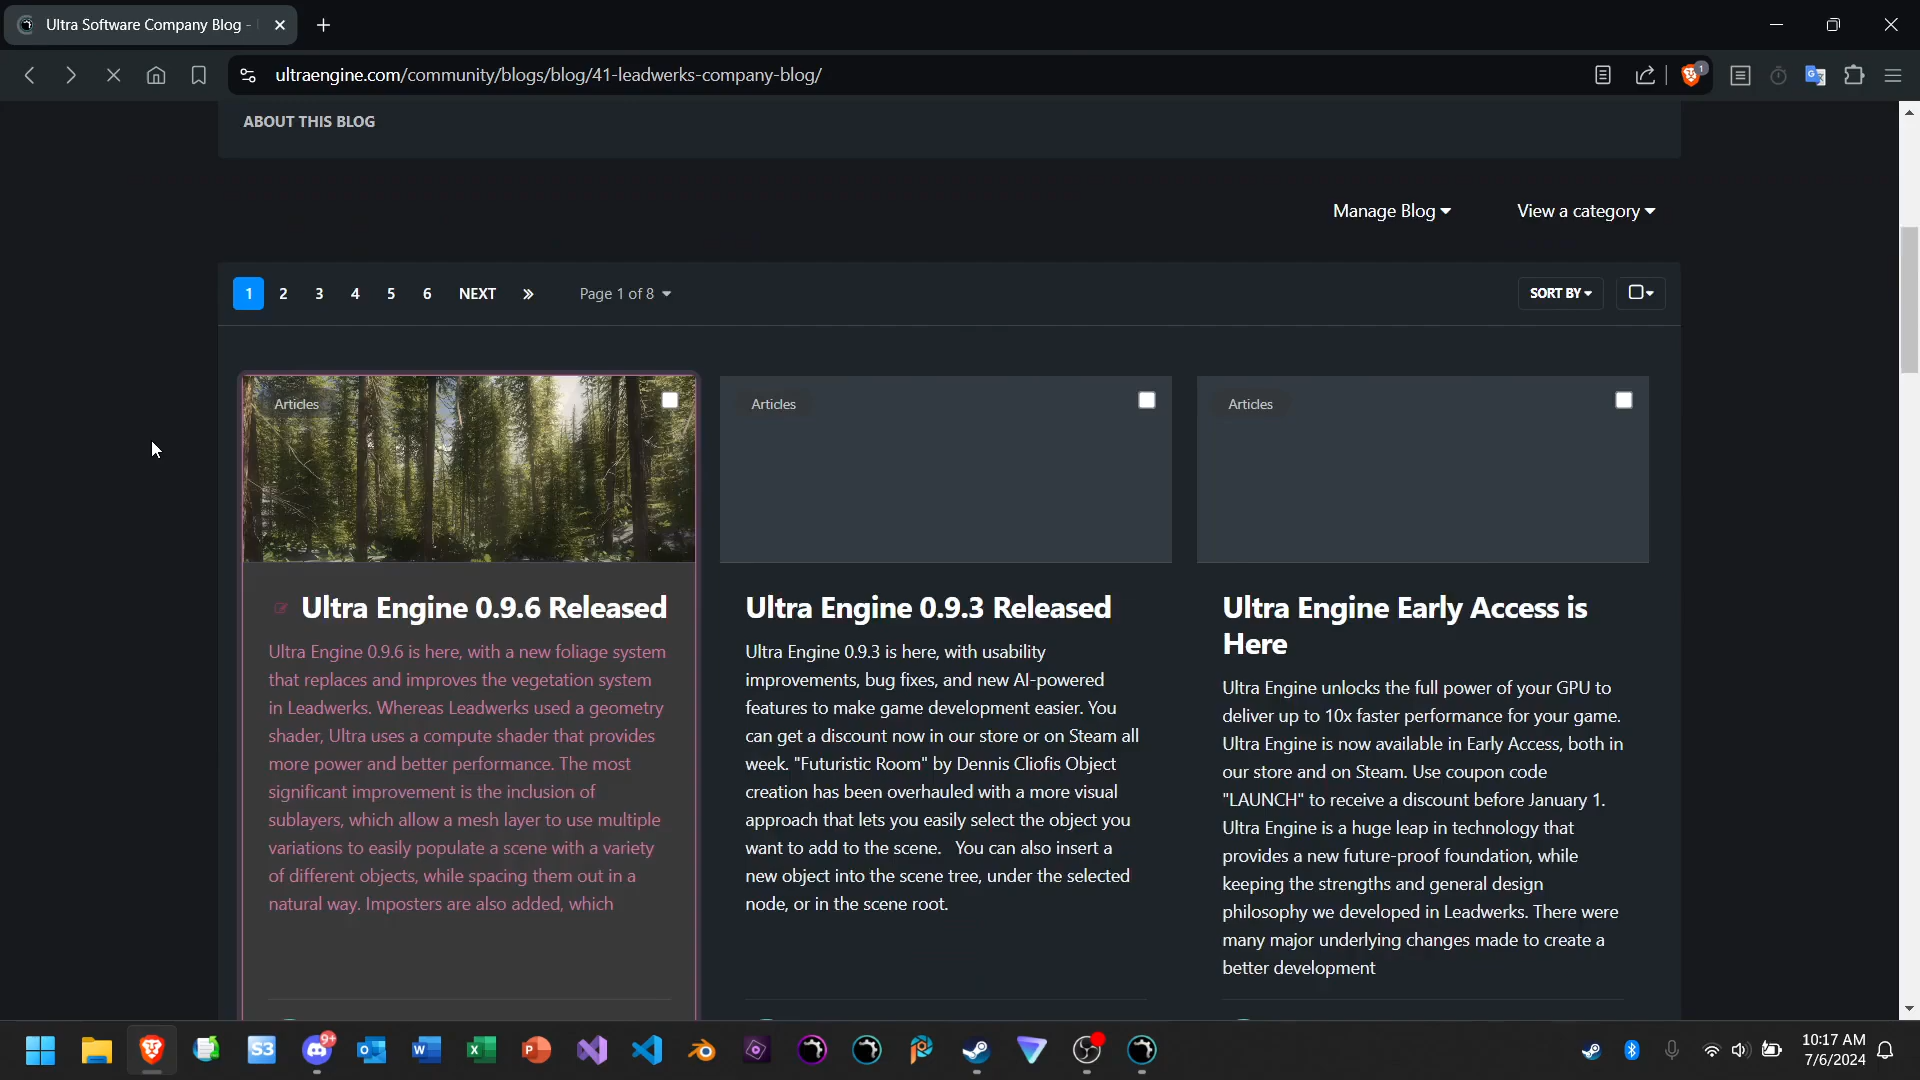 Ultra Software Company Blog -
ultraengine.com/community/blogs/blog/41-leadwerks-company-blog/
1
ABOUT THIS BLOG
Manage Blog
View a category
1 2 3 4 5 6 NEXT
Page 1 of 8
SORT BY
Articles
Ultra Engine 0.9.6 Released
Ultra Engine 0.9.6 is here, with a new foliage system
that replaces and improves the vegetation system
in Leadwerks. Whereas Leadwerks used a geometry
shader, Ultra uses a compute shader that provides
more power and better performance. The most
significant improvement is the inclusion of
sublayers, which allow a mesh layer to use multiple
variations to easily populate a scene with a variety
of different objects, while spacing them out in a
natural way. Imposters are also added, which
Articles
Ultra Engine 0.9.3 Released
Ultra Engine 0.9.3 is here, with usability
improvements, bug fixes, and new AI-powered
features to make game development easier. You
can get a discount now in our store or on Steam all
week. "Futuristic Room" by Dennis Cliofis Object
creation has been overhauled with a more visual
approach that lets you easily select the object you
want to add to the scene.   You can also insert a
new object into the scene tree, under the selected
node, or in the scene root.
Articles
Ultra Engine Early Access is
Here
Ultra Engine unlocks the full power of your GPU to
deliver up to 10x faster performance for your game.
Ultra Engine is now available in Early Access, both in
our store and on Steam. Use coupon code
"LAUNCH" to receive a discount before January 1.
Ultra Engine is a huge leap in technology that
provides a new future-proof foundation, while
keeping the strengths and general design
philosophy we developed in Leadwerks. There were
many major underlying changes made to create a
better development
S3
9+
10:17 AM
7/6/2024